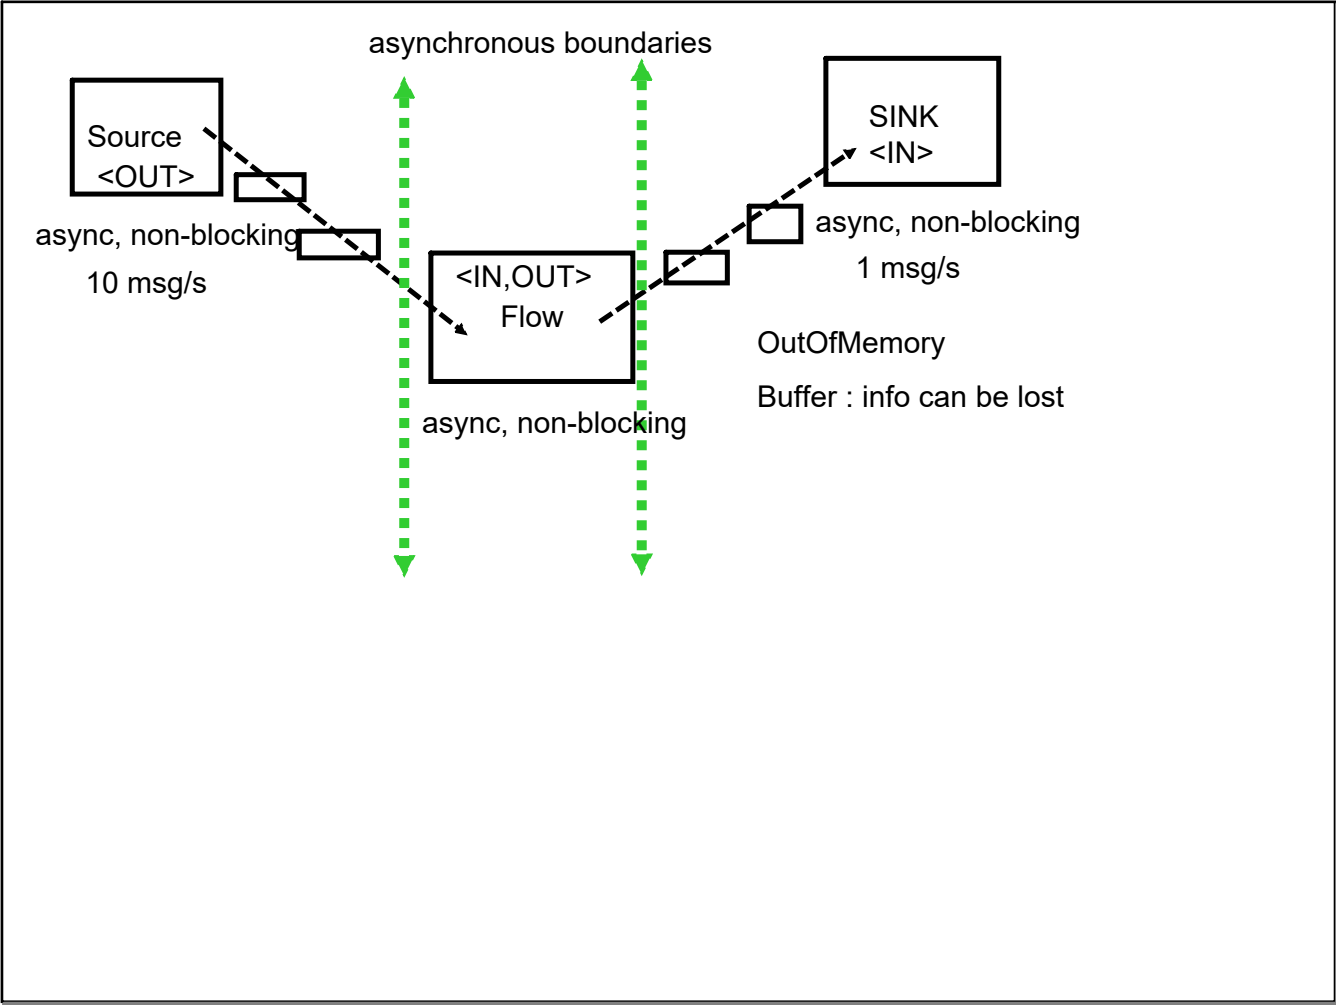 asynchronous boundaries
Source
<OUT>
async, non-blocking
10 msg/s
<IN,OUT>
Flow
async, non-blocking
SINK
<IN>
async, non-blocking
1 msg/s
OutOfMemory
Buffer : info can be lost